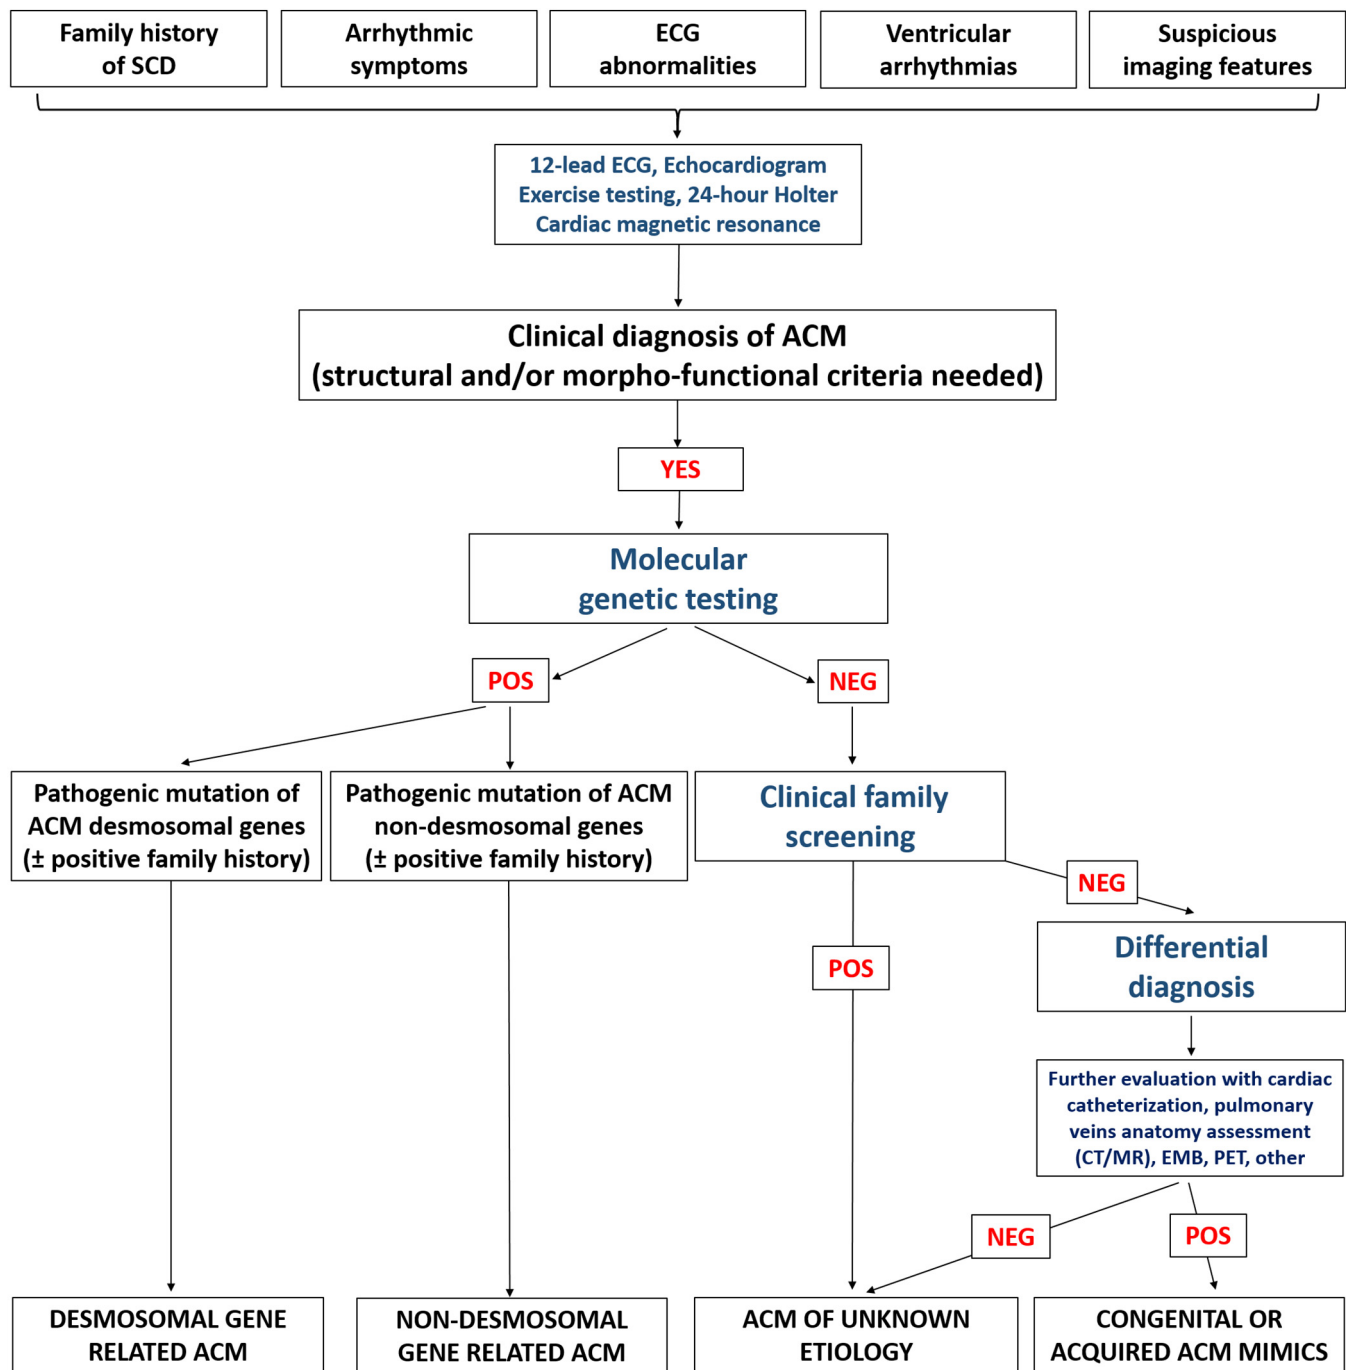 Family history
of SCD
Arrhythmic
symptoms
ECG
abnormalities
Ventricular
arrhythmias
Suspicious
imaging features
12-lead ECG, Echocardiogram
Exercise testing, 24-hour Holter
Cardiac magnetic resonance
Clinical diagnosis of ACM
(structural and/or morpho-functional criteria needed)
YES
Molecular
genetic testing
POS
NEG
Pathogenic mutation of
ACM desmosomal genes
(± positive family history)
Pathogenic mutation of ACM
non-desmosomal genes
(± positive family history)
Clinical family
screening
NEG
POS
Differential
diagnosis
Further evaluation with cardiac
catheterization, pulmonary
veins anatomy assessment
(CT/MR), EMB, PET, other
NEG
POS
DESMOSOMAL GENE
RELATED ACM
NON-DESMOSOMAL
GENE RELATED ACM
ACM OF UNKNOWN
ETIOLOGY
CONGENITAL OR
ACQUIRED ACM MIMICS